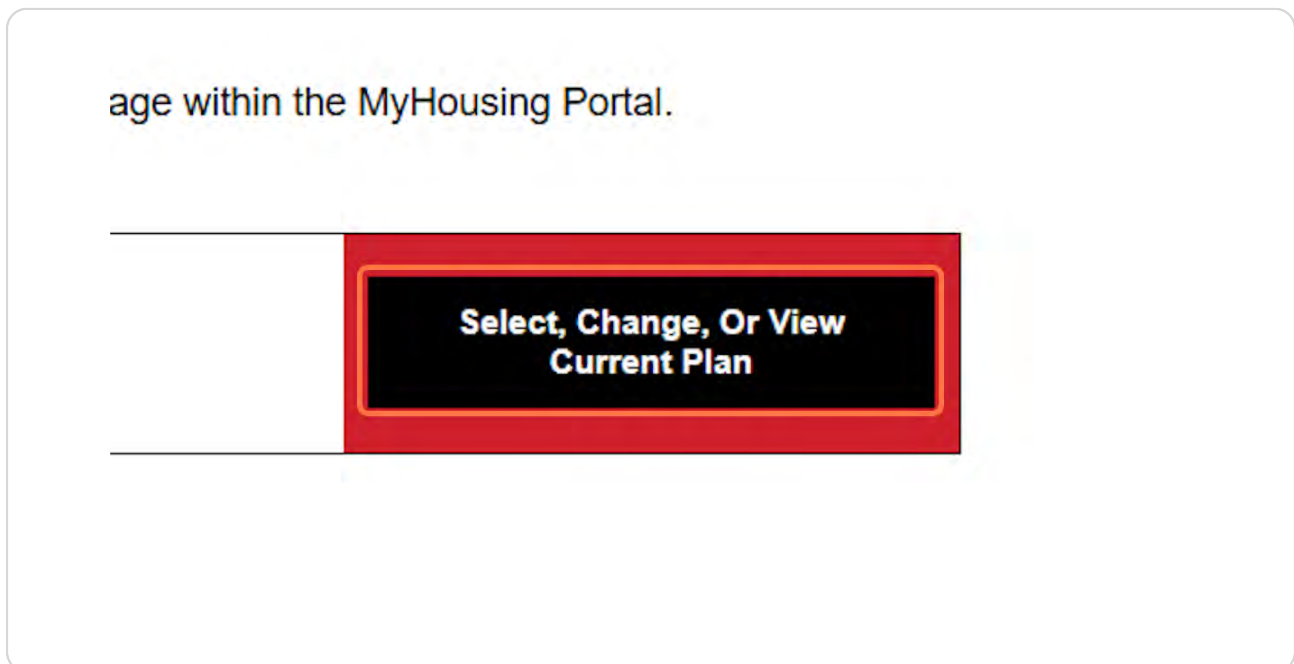 age within the MyHousing Portal.
Select, Change, Or View
Current Plan